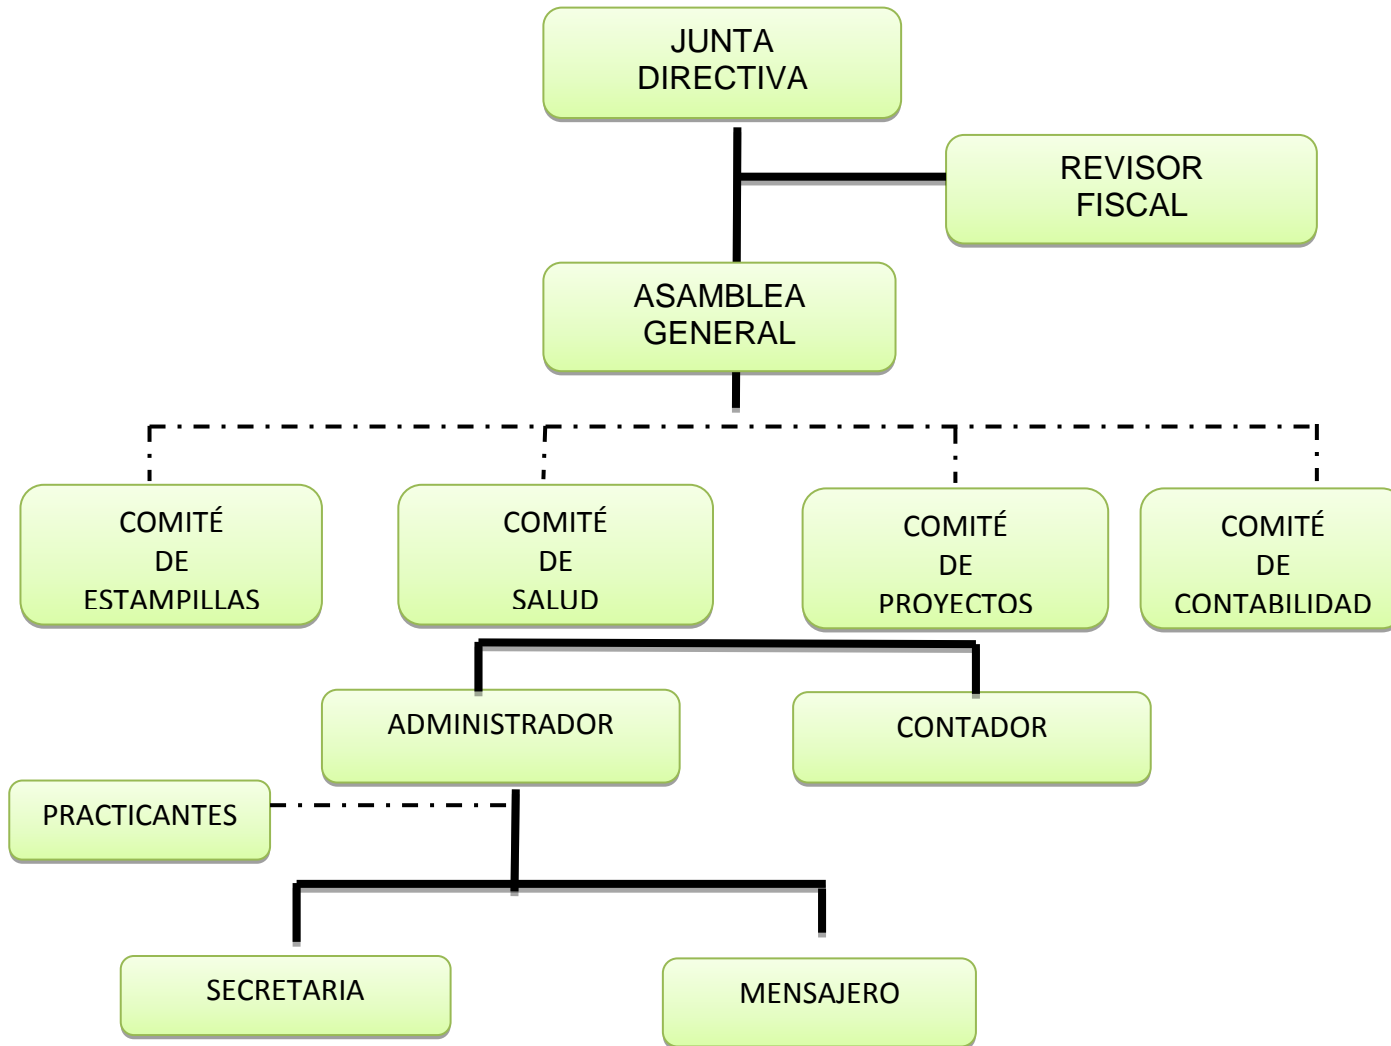 JUNTA
DIRECTIVA
REVISOR
FISCAL
ASAMBLEA
GENERAL
COMITÉ
DE
ESTAMPILLAS
COMITÉ
DE
SALUD
COMITÉ
DE
PROYECTOS
COMITÉ
DE
CONTABILIDAD
ADMINISTRADOR
CONTADOR
PRACTICANTES
SECRETARIA
MENSAJERO